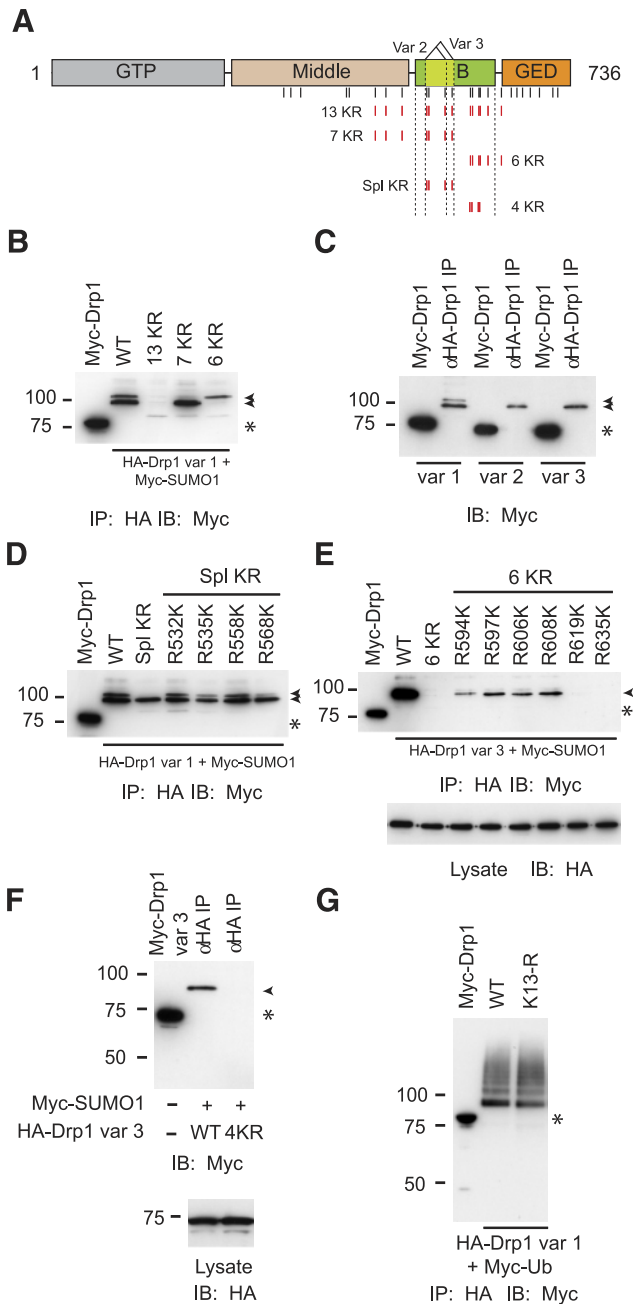 A
Var 2 Var 3
1 GTP Middle B GED 736
13 KR
7 KR
6 KR
Spl KR
4 KR
B
Myc-Drp1
WT
13 KR
7 KR
6 KR
100
75
*
HA-Drp1 var 1 +
Myc-SUMO1
IP: HA IB: Myc
C
Myc-Drp1
αHA-Drp1 IP
Myc-Drp1
αHA-Drp1 IP
Myc-Drp1
αHA-Drp1 IP
100
75
*
var 1 var 2 var 3
IB: Myc
D
Spl KR
Myc-Drp1
WT
Spl KR
R532K
R535K
R558K
R568K
100
75
*
HA-Drp1 var 1 + Myc-SUMO1
IP: HA IB: Myc
E
6 KR
Myc-Drp1
WT
6 KR
R594K
R597K
R606K
R608K
R619K
R635K
100
75
*
HA-Drp1 var 3 + Myc-SUMO1
IP: HA IB: Myc
Lysate IB: HA
F
Myc-Drp1
var 3
αHA IP
αHA IP
100
75
50
*
Myc-SUMO1 – + +
HA-Drp1 var 3 – WT 4KR
IB: Myc
75
Lysate
IB: HA
G
Myc-Drp1
WT
K13-R
100
75
50
*
HA-Drp1 var 1
+ Myc-Ub
IP: HA IB: Myc